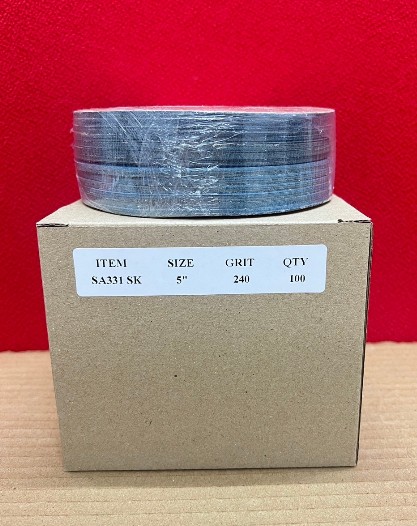 ITEM SIZE GRIT QTY
SA331 SK 5" 240 100